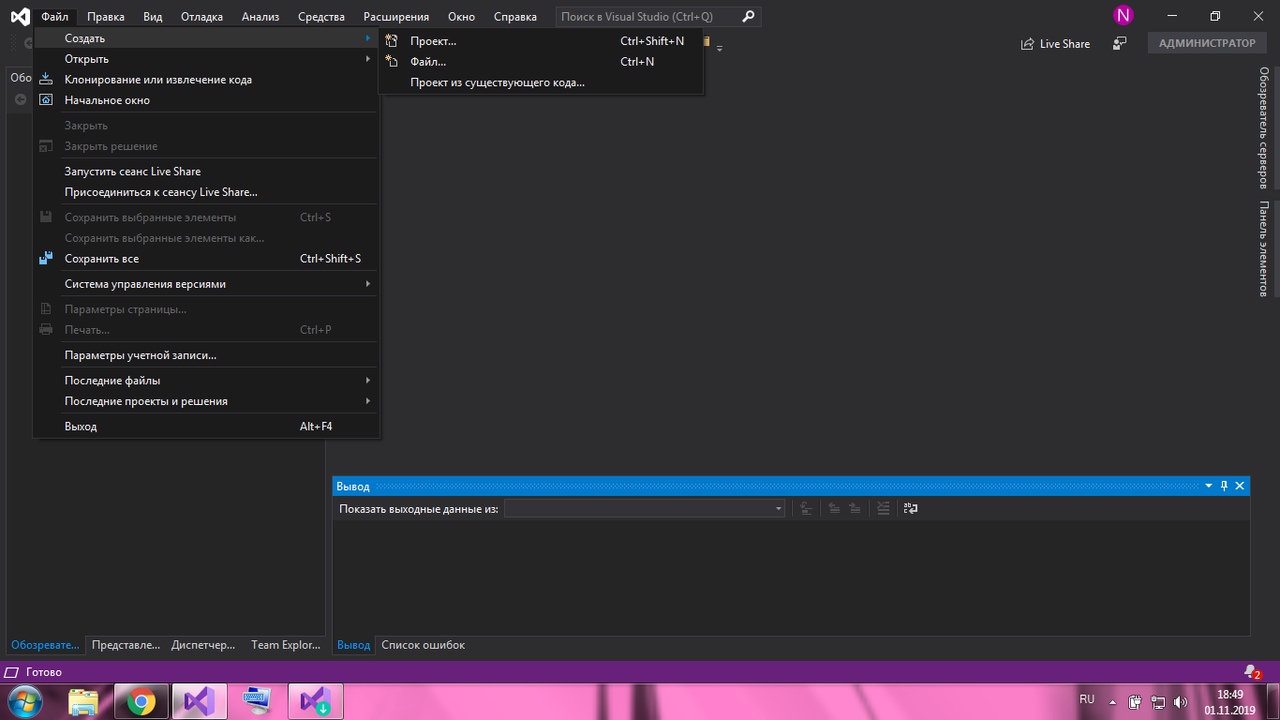 Файл Правка Вид Отладка Анализ Средства Расширения Окно Справка Поиск в Visual Studio (Ctrl+Q) N
Live Share АДМИНИСТРАТОР
Создать
Открыть
Клонирование или извлечение кода
Начальное окно
Закрыть
Закрыть решение
Запустить сеанс Live Share
Присоединиться к сеансу Live Share...
Сохранить выбранные элементы Ctrl+S
Сохранить выбранные элементы как...
Сохранить все Ctrl+Shift+S
Система управления версиями
Параметры страницы...
Печать... Ctrl+P
Параметры учетной записи...
Последние файлы
Последние проекты и решения
Выход Alt+F4
Проект... Ctrl+Shift+N
Файл... Ctrl+N
Проект из существующего кода...
Обо
Обозреватель серверов
Панель элементов
Вывод
Показать выходные данные из:
Обозревате... Представле... Диспетчер... Team Explor... Вывод Список ошибок
Готово 2
RU 18:49
01.11.2019